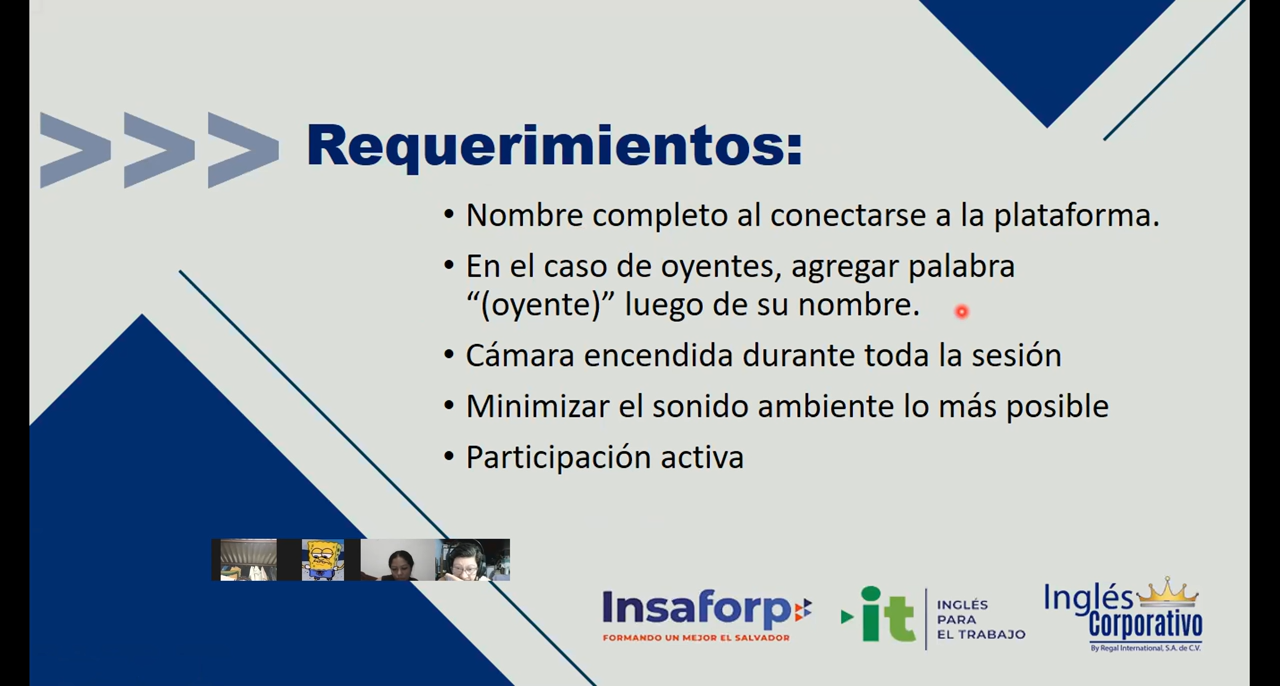 >>> Requerimientos:
• Nombre completo al conectarse a la plataforma.
• En el caso de oyentes, agregar palabra
“(oyente)” luego de su nombre.
• Cámara encendida durante toda la sesión
• Minimizar el sonido ambiente lo más posible
• Participación activa
Insaforp
FORMANDO UN MEJOR EL SALVADOR
it
INGLÉS
PARA
EL TRABAJO
Inglés
Corporativo
By Regal International, S.A. de C.V.